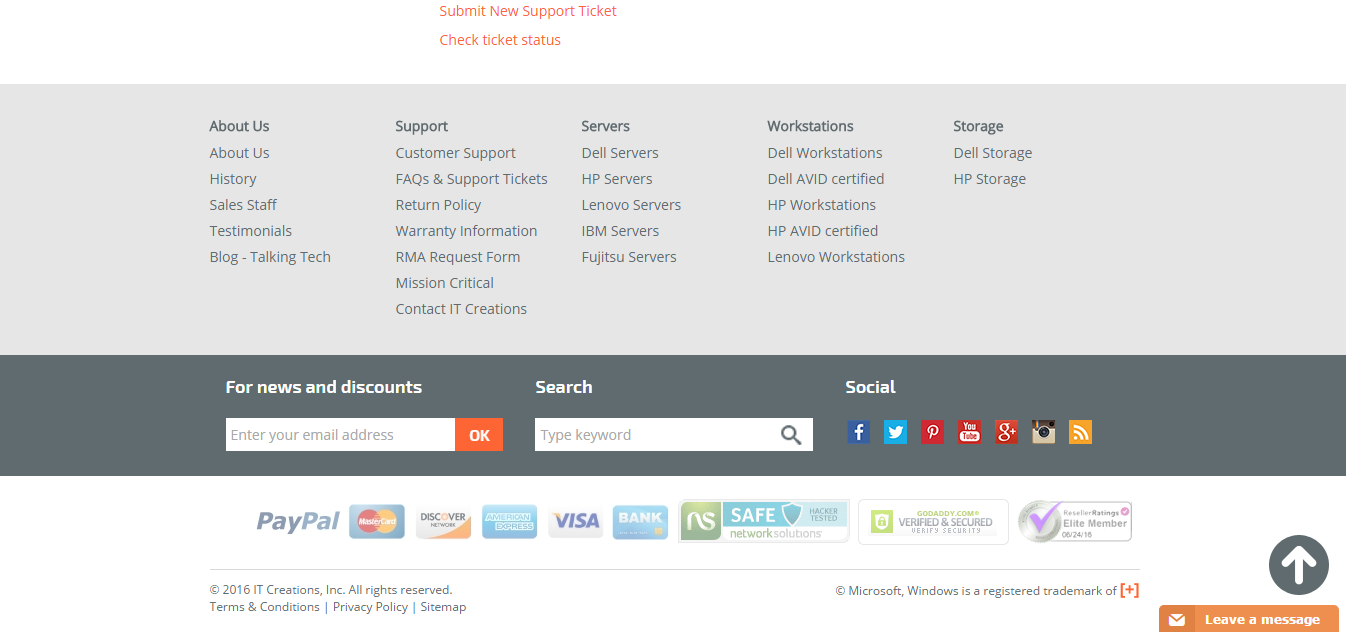 Submit New Support Ticket
Check ticket status
About Us
About Us
History
Sales Staff
Testimonials
Blog - Talking Tech
Support
Customer Support
FAQs & Support Tickets
Return Policy
Warranty Information
RMA Request Form
Mission Critical
Contact IT Creations
Servers
Dell Servers
HP Servers
Lenovo Servers
IBM Servers
Fujitsu Servers
Workstations
Dell Workstations
Dell AVID certified
HP Workstations
HP AVID certified
Lenovo Workstations
Storage
Dell Storage
HP Storage
For news and discounts
Enter your email address
OK
Search
Type keyword
Social
f
You
Tube
g+
PayPal
MasterCard
DISCOVER
NETWORK
AMERICAN
EXPRESS
VISA
BANK
ns
SAFE
HACKER
TESTED
networksolutions
GODADDY.COM®
VERIFIED & SECURED
VERIFY SECURITY
ResellerRatings
Elite Member
06/24/16
© 2016 IT Creations, Inc. All rights reserved.
Terms & Conditions | Privacy Policy | Sitemap
© Microsoft, Windows is a registered trademark of [+]
Leave a message